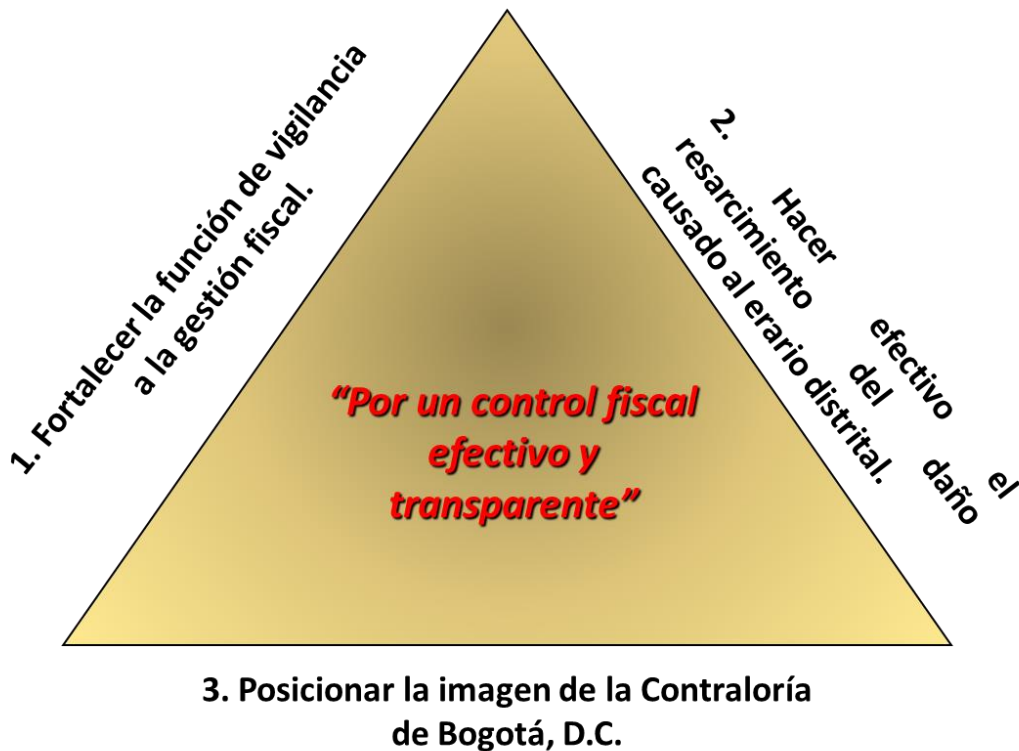 1. Fortalecer la función de vigilancia
a la gestión fiscal.
2. Hacer efectivo el
resarcimiento del daño
causado al erario distrital.
“Por un control fiscal
efectivo y
transparente”
3. Posicionar la imagen de la Contraloría
de Bogotá, D.C.